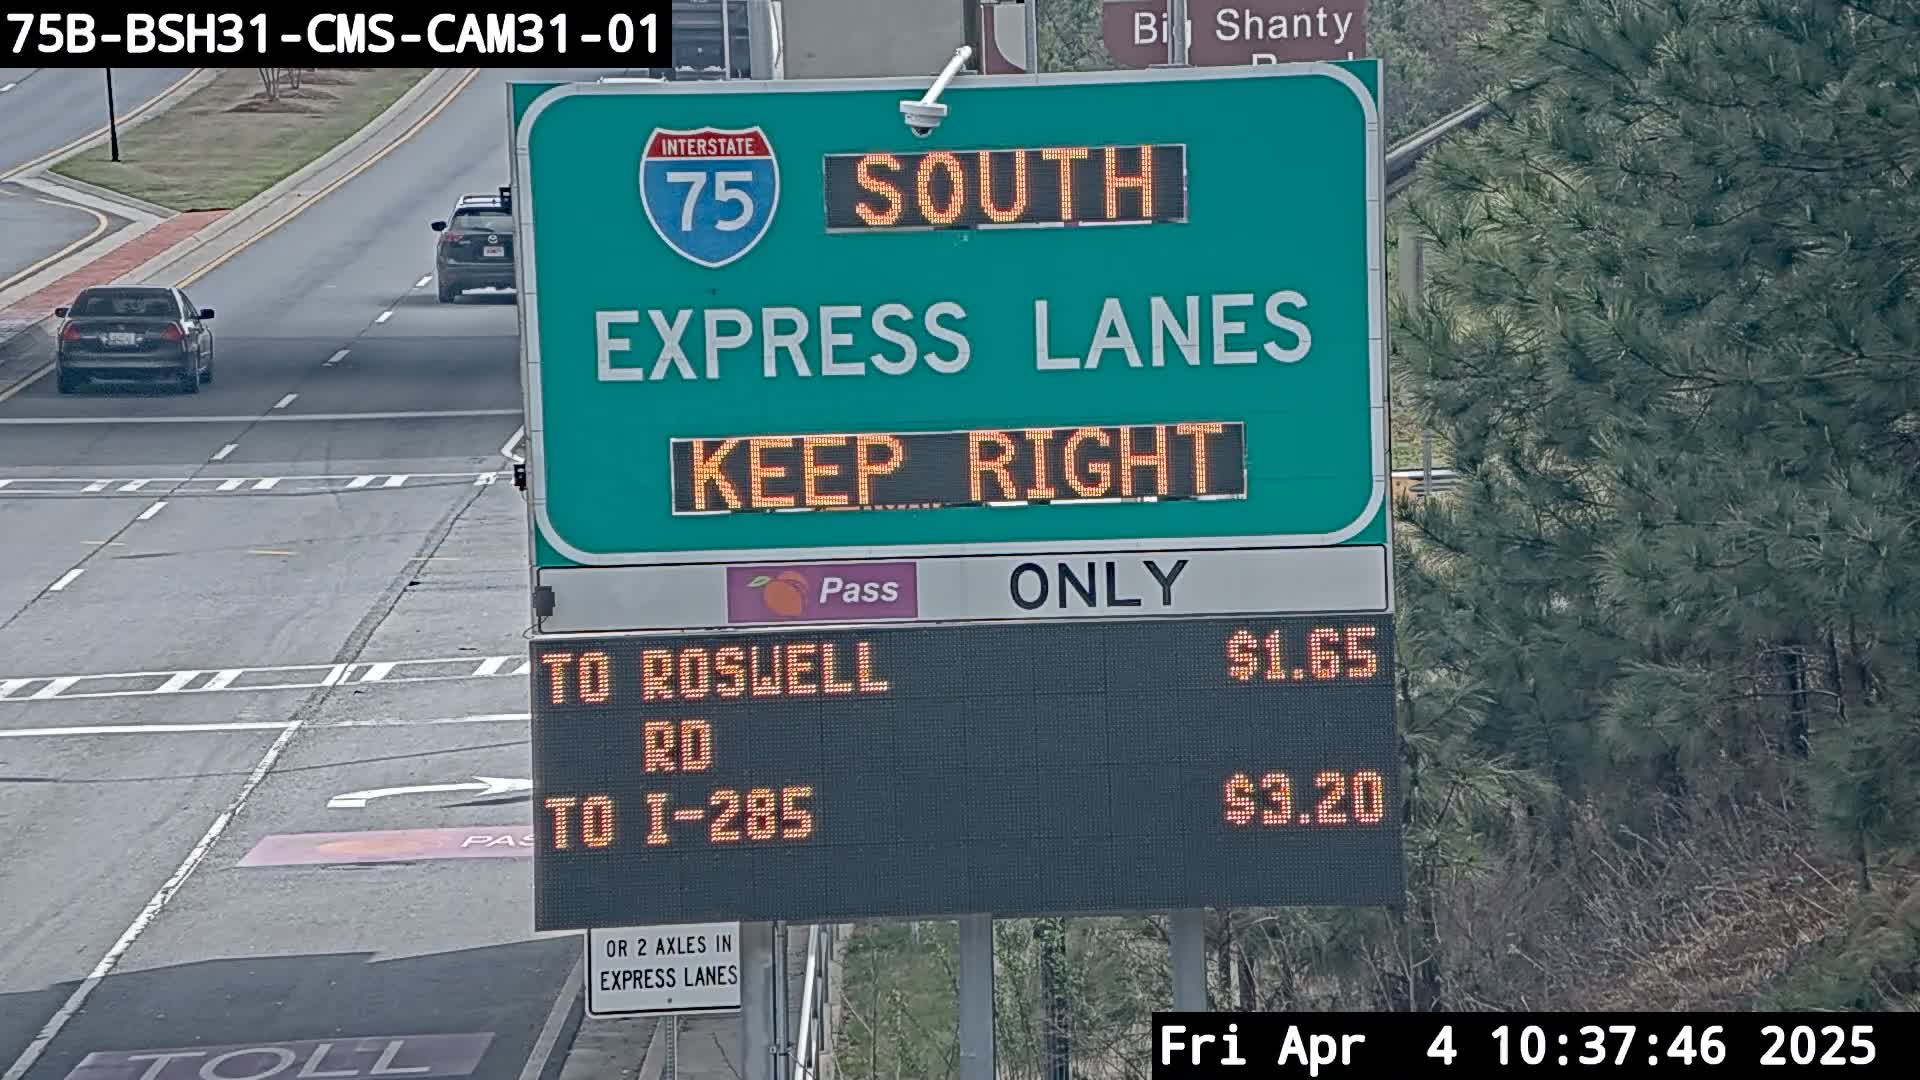 75B-BSH31-CMS-CAM31-01
Big Shanty
INTERSTATE
75
SOUTH
EXPRESS LANES
KEEP RIGHT
Pass ONLY
TO ROSWELL $1.65
RD
TO I-285 $3.20
OR 2 AXLES IN
EXPRESS LANES
TOLL
Fri Apr 4 10:37:46 2025